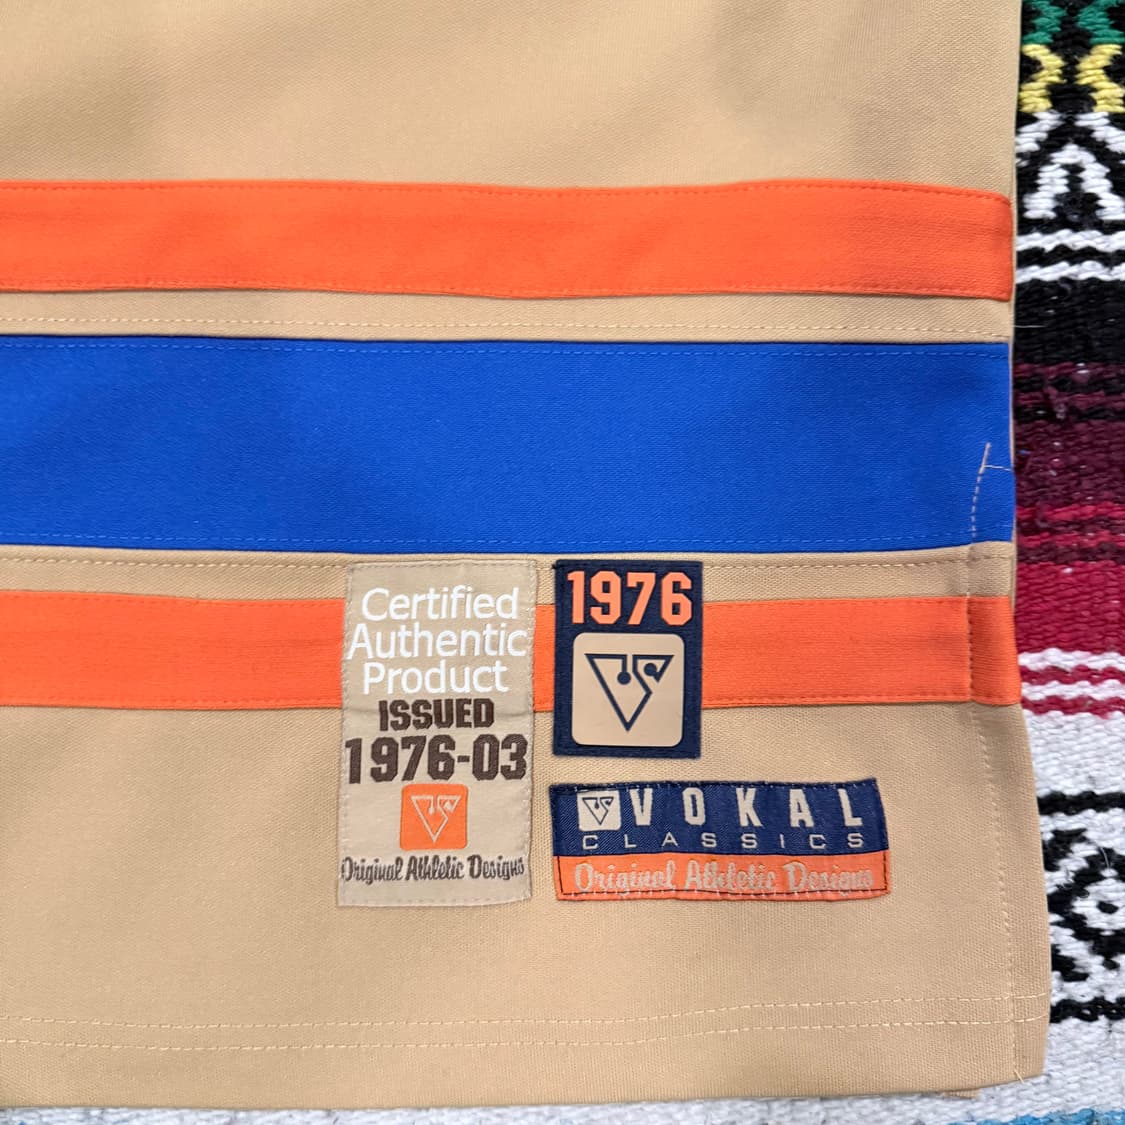 Certified
Authentic
Product
ISSUED
1976-03
Original Athletic Designs
1976
VOKAL
CLASSICS
Original Athletic Designs